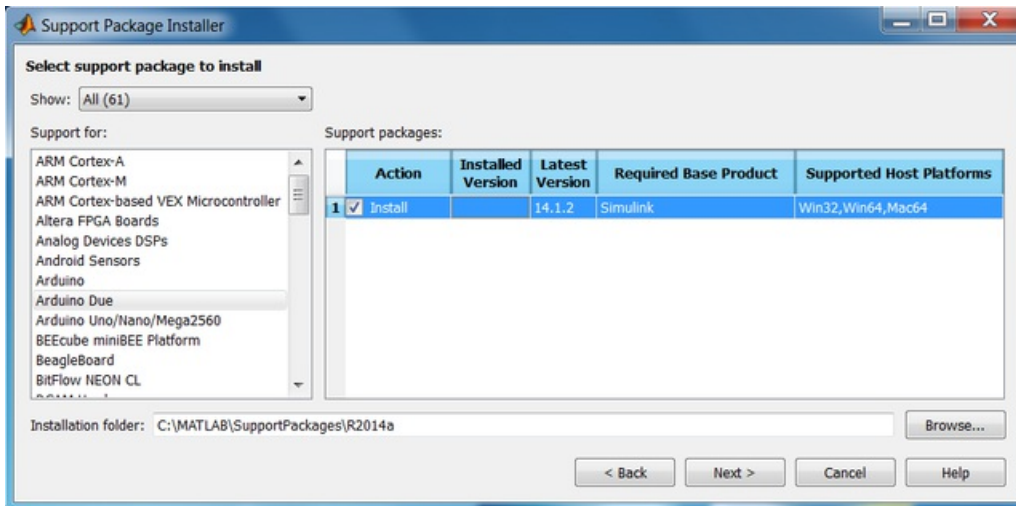 Support Package Installer
Select support package to install
Show: All (61)
Support for:
ARM Cortex-A
ARM Cortex-M
ARM Cortex-based VEX Microcontroller
Altera FPGA Boards
Analog Devices DSPs
Android Sensors
Arduino
Arduino Due
Arduino Uno/Nano/Mega2560
BEEcube miniBEE Platform
BeagleBoard
BitFlow NEON CL
Support packages:
Action Installed Version Latest Version Required Base Product Supported Host Platforms
1 Install 14.1.2 Simulink Win32,Win64,Mac64
Installation folder: C:\MATLAB\SupportPackages\R2014a Browse...
< Back Next > Cancel Help